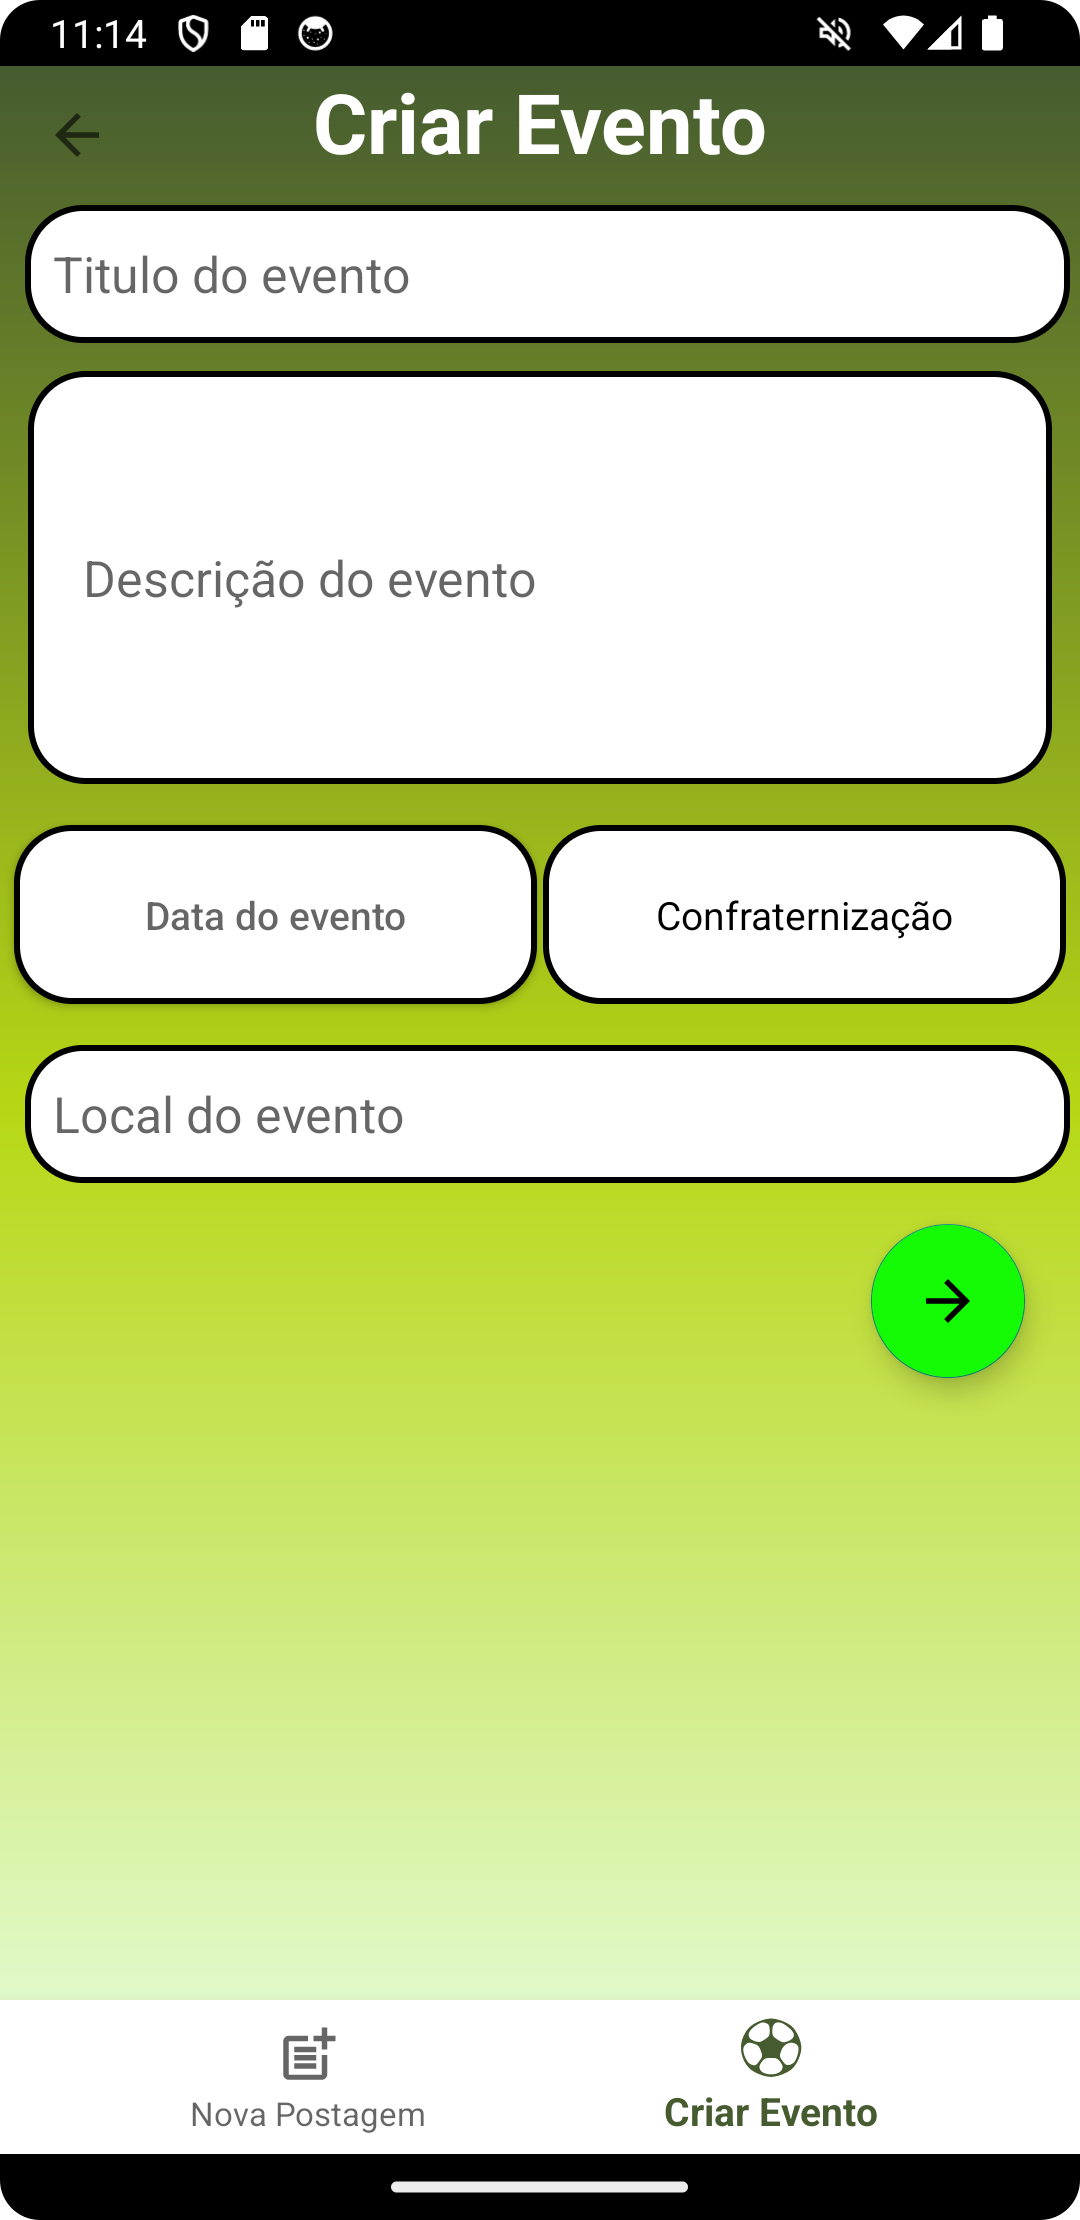 11:14
Criar Evento
Titulo do evento
Descrição do evento
Data do evento
Confraternização
Local do evento
Nova Postagem
Criar Evento